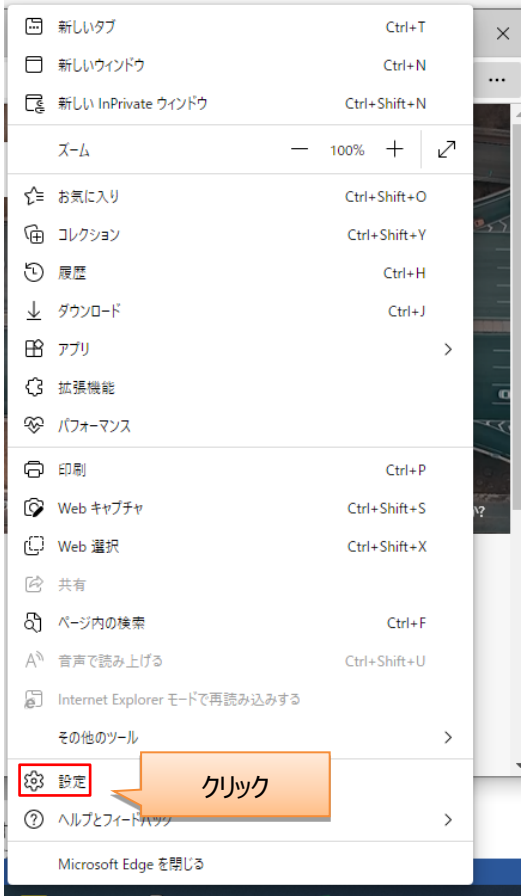 新しいタブ Ctrl+T
新しいウィンドウ Ctrl+N
新しい InPrivate ウィンドウ Ctrl+Shift+N
ズーム 100%
お気に入り Ctrl+Shift+O
コレクション Ctrl+Shift+Y
履歴 Ctrl+H
ダウンロード Ctrl+J
アプリ
拡張機能
パフォーマンス
印刷 Ctrl+P
Web キャプチャ Ctrl+Shift+S
か?
Web 選択 Ctrl+Shift+X
共有
ページ内の検索 Ctrl+F
音声で読み上げる Ctrl+Shift+U
Internet Explorer モードで再読み込みする
その他のツール
設定
クリック
ヘルプとフィードバック
Microsoft Edge を閉じる